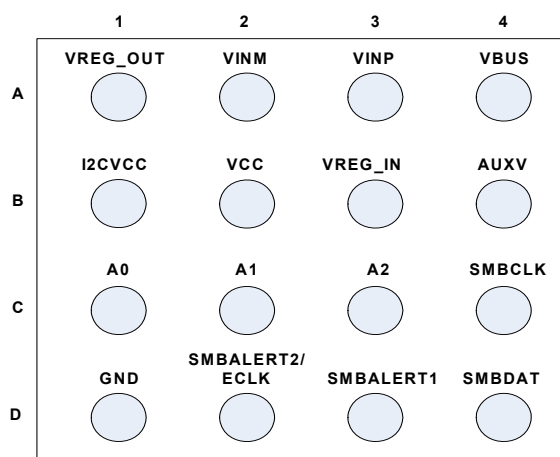 1 2 3 4
VREG_OUT VINM VINP VBUS
A
I2CVCC VCC VREG_IN AUXV
B
A0 A1 A2 SMBCLK
C
SMBALERT2/
GND ECLK SMBALERT1 SMBDAT
D